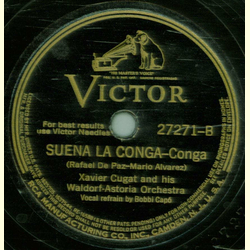 "HIS MASTER'S VOICE"
VICTOR
For best results
use Victor Needles
27271-B
SUENA LA CONGA-Conga
(Rafael De Paz-Mario Alvarez)
Xavier Cugat and his
Waldorf-Astoria Orchestra
Vocal refrain by Bobbi Capó
RCA MANUFACTURING CO., INC., CAMDEN, N.J., U.S.A.